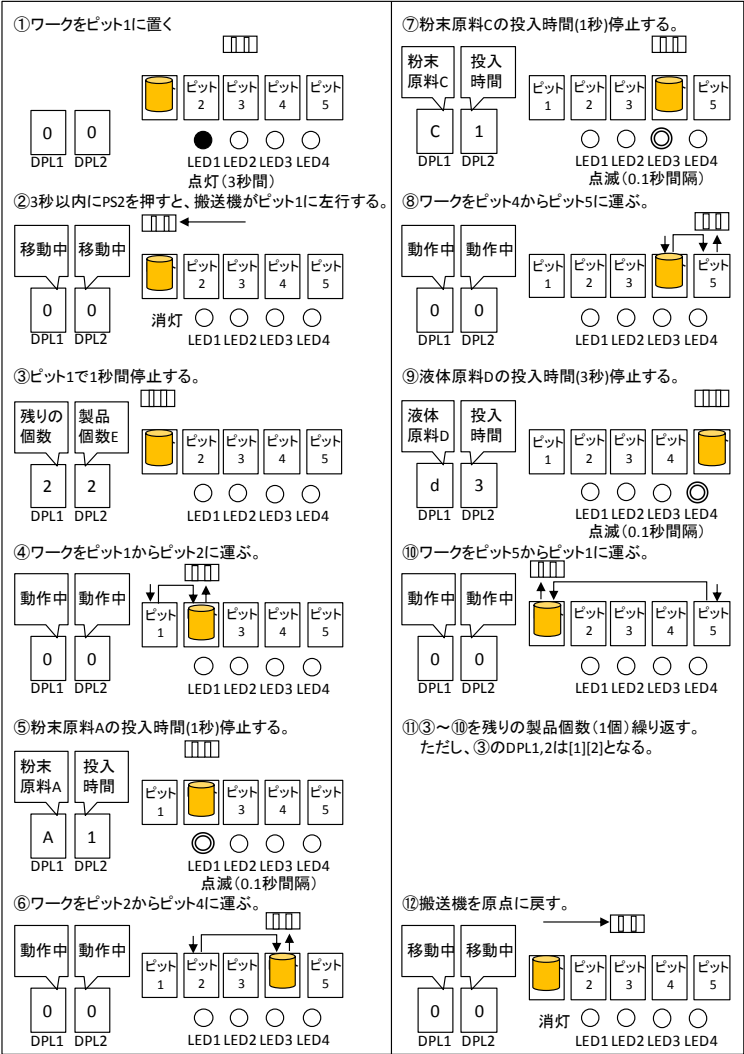 ①ワークをピット1に置く
ピット
2
ピット
3
ピット
4
ピット
5
0
0
DPL1 DPL2
LED1 LED2 LED3 LED4
点灯(3秒間)
②3秒以内にPS2を押すと、搬送機がピット1に左行する。
移動中
移動中
ピット
2
ピット
3
ピット
4
ピット
5
0
0
DPL1 DPL2
消灯
LED1 LED2 LED3 LED4
③ピット1で1秒間停止する。
残りの
個数
製品
個数E
ピット
2
ピット
3
ピット
4
ピット
5
2
2
DPL1 DPL2
LED1 LED2 LED3 LED4
④ワークをピット1からピット2に運ぶ。
動作中
動作中
ピット
1
ピット
3
ピット
4
ピット
5
0
0
DPL1 DPL2
LED1 LED2 LED3 LED4
⑤粉末原料Aの投入時間(1秒)停止する。
粉末
原料A
投入
時間
ピット
1
ピット
3
ピット
4
ピット
5
A
1
DPL1 DPL2
LED1 LED2 LED3 LED4
点滅(0.1秒間隔)
⑥ワークをピット2からピット4に運ぶ。
動作中
動作中
ピット
1
ピット
2
ピット
3
ピット
5
0
0
DPL1 DPL2
LED1 LED2 LED3 LED4
⑦粉末原料Cの投入時間(1秒)停止する。
粉末
原料C
投入
時間
ピット
1
ピット
2
ピット
3
ピット
5
C
1
DPL1 DPL2
LED1 LED2 LED3 LED4
点滅(0.1秒間隔)
⑧ワークをピット4からピット5に運ぶ。
動作中
動作中
ピット
1
ピット
2
ピット
3
ピット
5
0
0
DPL1 DPL2
LED1 LED2 LED3 LED4
⑨液体原料Dの投入時間(3秒)停止する。
液体
原料D
投入
時間
ピット
1
ピット
2
ピット
3
ピット
4
d
3
DPL1 DPL2
LED1 LED2 LED3 LED4
点滅(0.1秒間隔)
⑩ワークをピット5からピット1に運ぶ。
動作中
動作中
ピット
2
ピット
3
ピット
4
ピット
5
0
0
DPL1 DPL2
LED1 LED2 LED3 LED4
⑪③～⑩を残りの製品個数(1個)繰り返す。
ただし、③のDPL1,2は[1][2]となる。
⑫搬送機を原点に戻す。
移動中
移動中
ピット
2
ピット
3
ピット
4
ピット
5
0
0
DPL1 DPL2
消灯
LED1 LED2 LED3 LED4